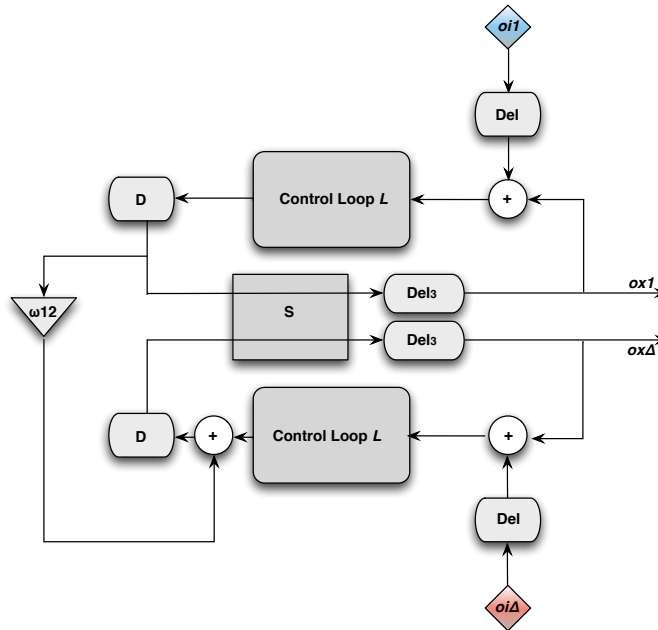 oi1
Del
D
Control Loop L
+
ox1
Del3
ω12
S
Del3
oxΔ
D
+
Control Loop L
+
Del
oiΔ